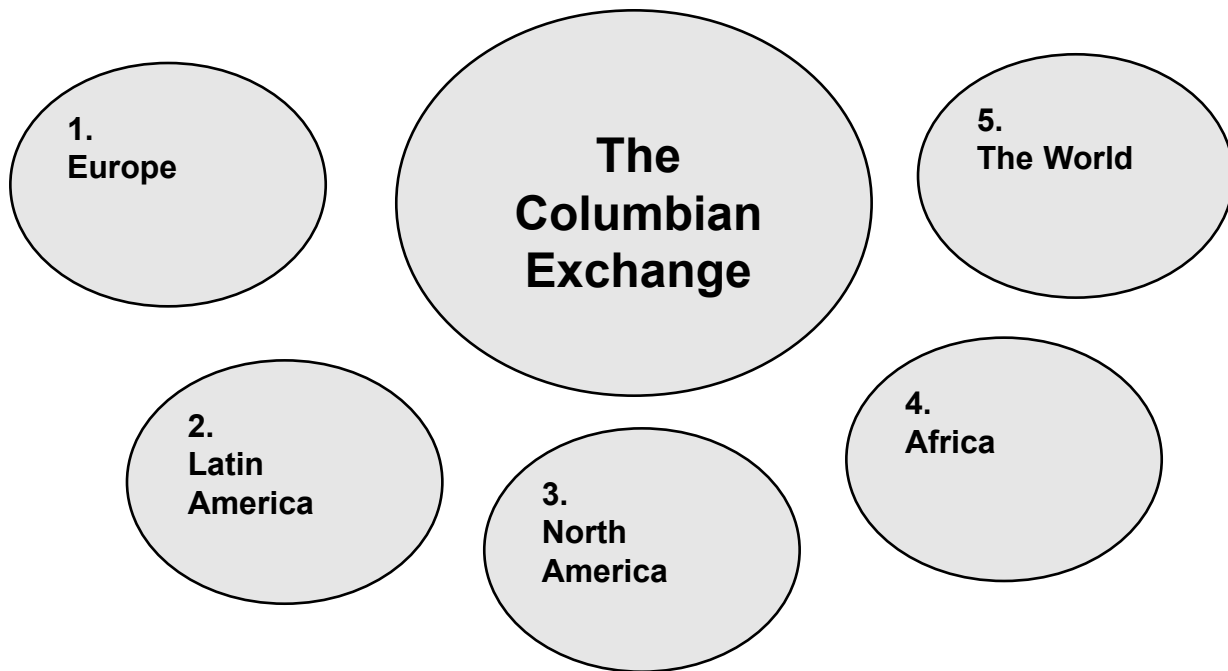 The
Columbian
Exchange
1.
Europe
2.
Latin
America
3.
North
America
4.
Africa
5.
The World